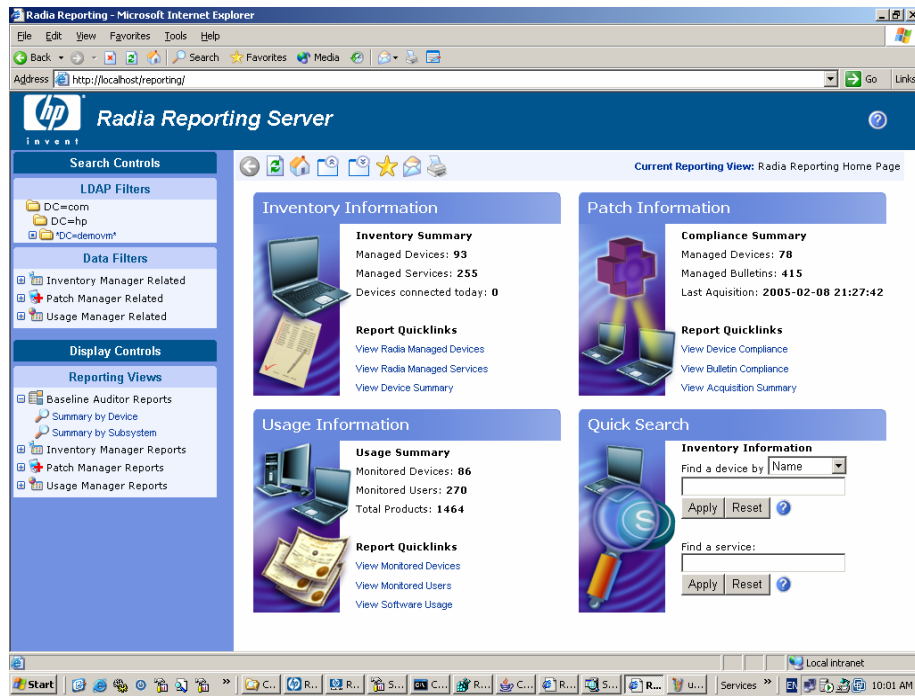 Radia Reporting - Microsoft Internet Explorer
File Edit View Favorites Tools Help
Back Search Favorites Media
Address http://localhost/reporting/ Go Links
hp
invent
Radia Reporting Server
Search Controls
LDAP Filters
DC=com
DC=hp
*DC=demovm*
Data Filters
Inventory Manager Related
Patch Manager Related
Usage Manager Related
Display Controls
Reporting Views
Baseline Auditor Reports
Summary by Device
Summary by Subsystem
Inventory Manager Reports
Patch Manager Reports
Usage Manager Reports
Current Reporting View: Radia Reporting Home Page
Inventory Information
Inventory Summary
Managed Devices: 93
Managed Services: 255
Devices connected today: 0
Report Quicklinks
View Radia Managed Devices
View Radia Managed Services
View Device Summary
Patch Information
Compliance Summary
Managed Devices: 78
Managed Bulletins: 415
Last Aquisition: 2005-02-08 21:27:42
Report Quicklinks
View Device Compliance
View Bulletin Compliance
View Acquisition Summary
Usage Information
Usage Summary
Monitored Devices: 86
Monitored Users: 270
Total Products: 1464
Report Quicklinks
View Monitored Devices
View Monitored Users
View Software Usage
Quick Search
Inventory Information
Find a device by Name
Apply Reset
Find a service:
Apply Reset
Local intranet
Start » C.. R.. R.. S... C... R... C... R... S... R... u... Services » 10:01 AM